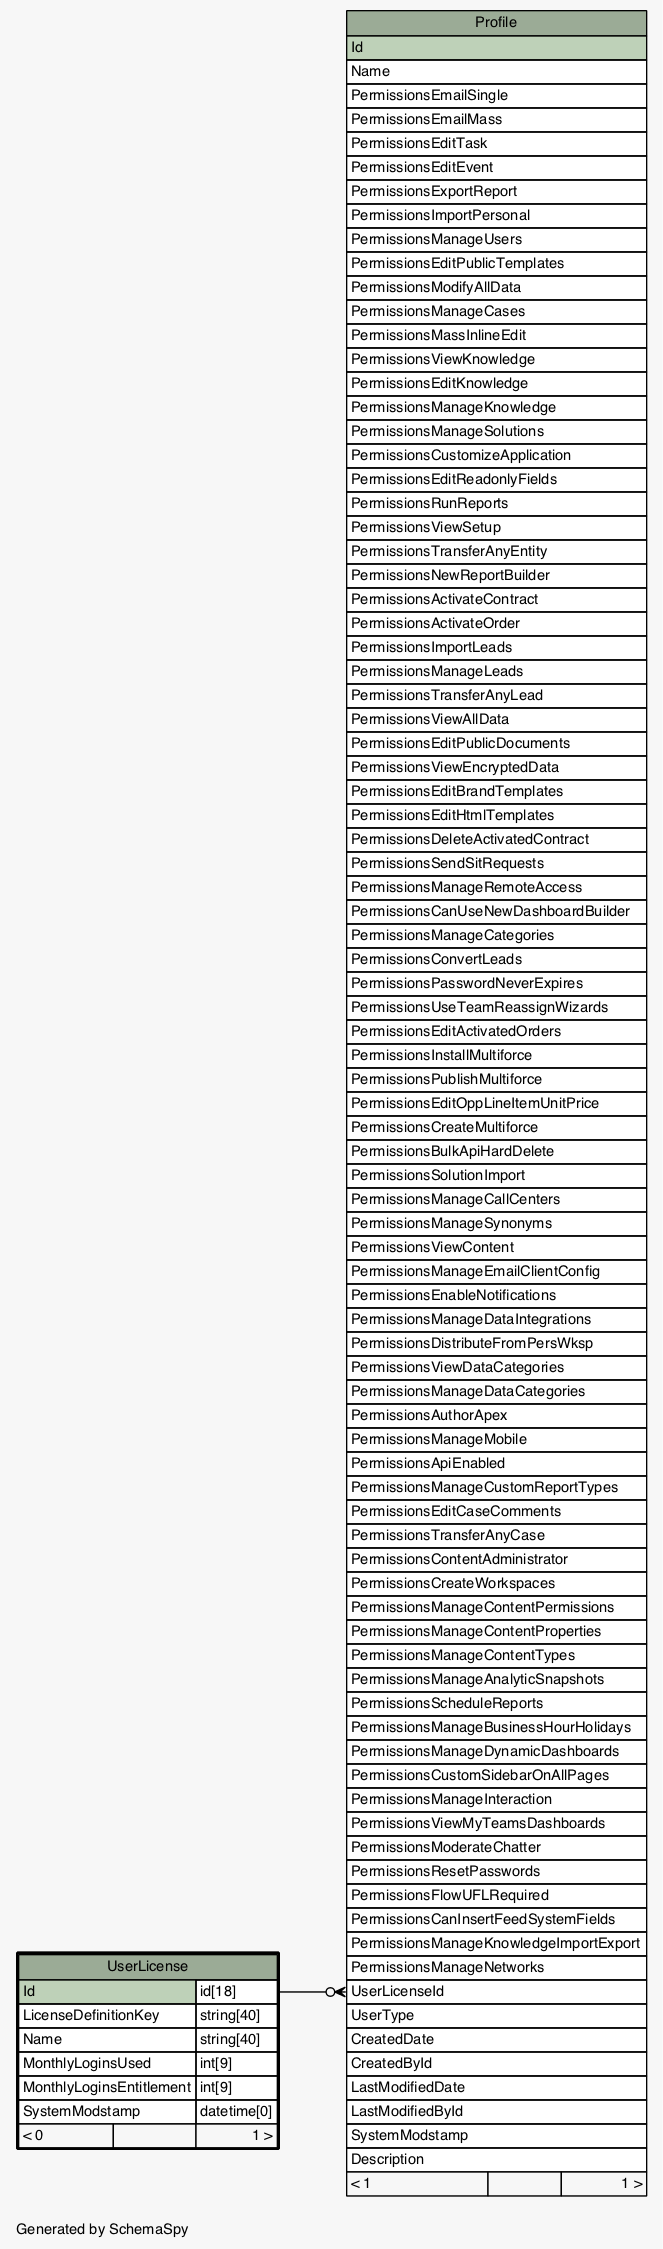 Profile
Id
Name
PermissionsEmailSingle
PermissionsEmailMass
PermissionsEditTask
PermissionsEditEvent
PermissionsExportReport
PermissionsImportPersonal
PermissionsManageUsers
PermissionsEditPublicTemplates
PermissionsModifyAllData
PermissionsManageCases
PermissionsMassInlineEdit
PermissionsViewKnowledge
PermissionsEditKnowledge
PermissionsManageKnowledge
PermissionsManageSolutions
PermissionsCustomizeApplication
PermissionsEditReadonlyFields
PermissionsRunReports
PermissionsViewSetup
PermissionsTransferAnyEntity
PermissionsNewReportBuilder
PermissionsActivateContract
PermissionsActivateOrder
PermissionsImportLeads
PermissionsManageLeads
PermissionsTransferAnyLead
PermissionsViewAllData
PermissionsEditPublicDocuments
PermissionsViewEncryptedData
PermissionsEditBrandTemplates
PermissionsEditHtmlTemplates
PermissionsDeleteActivatedContract
PermissionsSendSitRequests
PermissionsManageRemoteAccess
PermissionsCanUseNewDashboardBuilder
PermissionsManageCategories
PermissionsConvertLeads
PermissionsPasswordNeverExpires
PermissionsUseTeamReassignWizards
PermissionsEditActivatedOrders
PermissionsInstallMultiforce
PermissionsPublishMultiforce
PermissionsEditOppLineItemUnitPrice
PermissionsCreateMultiforce
PermissionsBulkApiHardDelete
PermissionsSolutionImport
PermissionsManageCallCenters
PermissionsManageSynonyms
PermissionsViewContent
PermissionsManageEmailClientConfig
PermissionsEnableNotifications
PermissionsManageDataIntegrations
PermissionsDistributeFromPersWksp
PermissionsViewDataCategories
PermissionsManageDataCategories
PermissionsAuthorApex
PermissionsManageMobile
PermissionsApiEnabled
PermissionsManageCustomReportTypes
PermissionsEditCaseComments
PermissionsTransferAnyCase
PermissionsContentAdministrator
PermissionsCreateWorkspaces
PermissionsManageContentPermissions
PermissionsManageContentProperties
PermissionsManageContentTypes
PermissionsManageAnalyticSnapshots
PermissionsScheduleReports
PermissionsManageBusinessHourHolidays
PermissionsManageDynamicDashboards
PermissionsCustomSidebarOnAllPages
PermissionsManageInteraction
PermissionsViewMyTeamsDashboards
PermissionsModerateChatter
PermissionsResetPasswords
PermissionsFlowUFLRequired
PermissionsCanInsertFeedSystemFields
PermissionsManageKnowledgeImportExport
PermissionsManageNetworks
UserLicenseId
UserType
CreatedDate
CreatedById
LastModifiedDate
LastModifiedById
SystemModstamp
Description
< 1 1 >
UserLicense
Id id[18]
LicenseDefinitionKey string[40]
Name string[40]
MonthlyLoginsUsed int[9]
MonthlyLoginsEntitlement int[9]
SystemModstamp datetime[0]
< 0 1 >
Generated by SchemaSpy